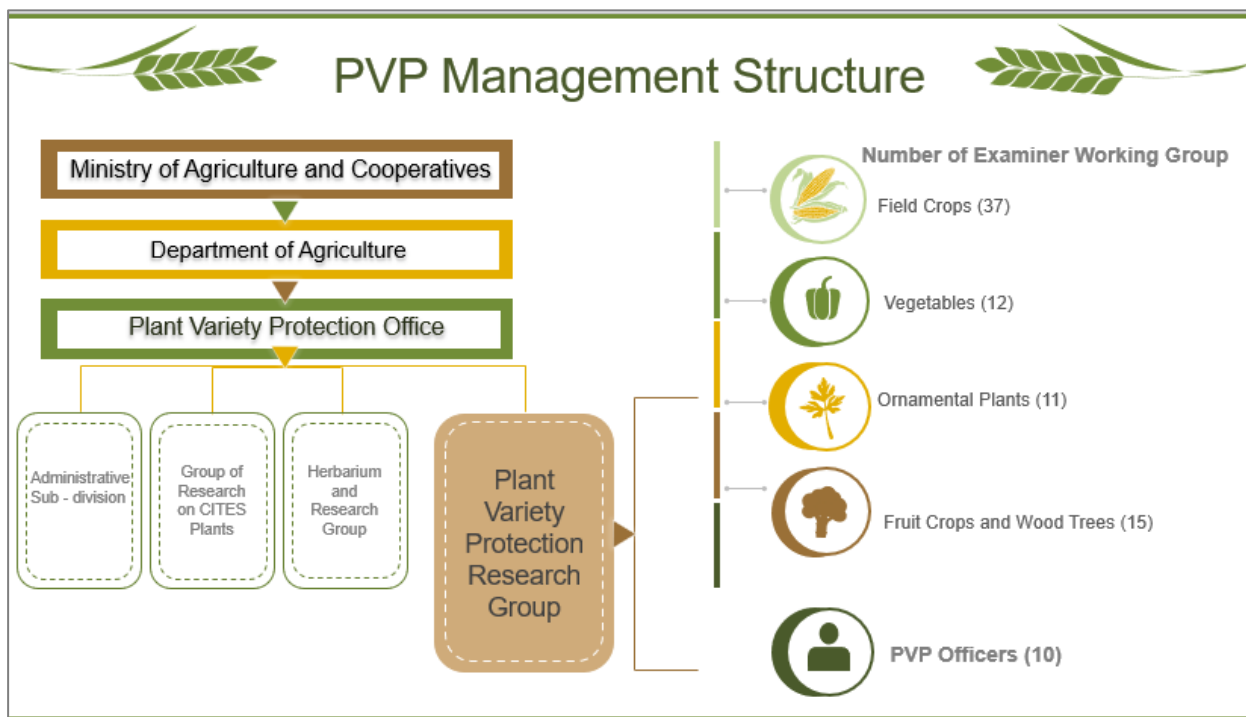 PVP Management Structure
Ministry of Agriculture and Cooperatives
Department of Agriculture
Plant Variety Protection Office
Administrative
Sub - division
Group of
Research
on CITES
Plants
Herbarium
and
Research
Group
Plant
Variety
Protection
Research
Group
Number of Examiner Working Group
Field Crops (37)
Vegetables (12)
Ornamental Plants (11)
Fruit Crops and Wood Trees (15)
PVP Officers (10)